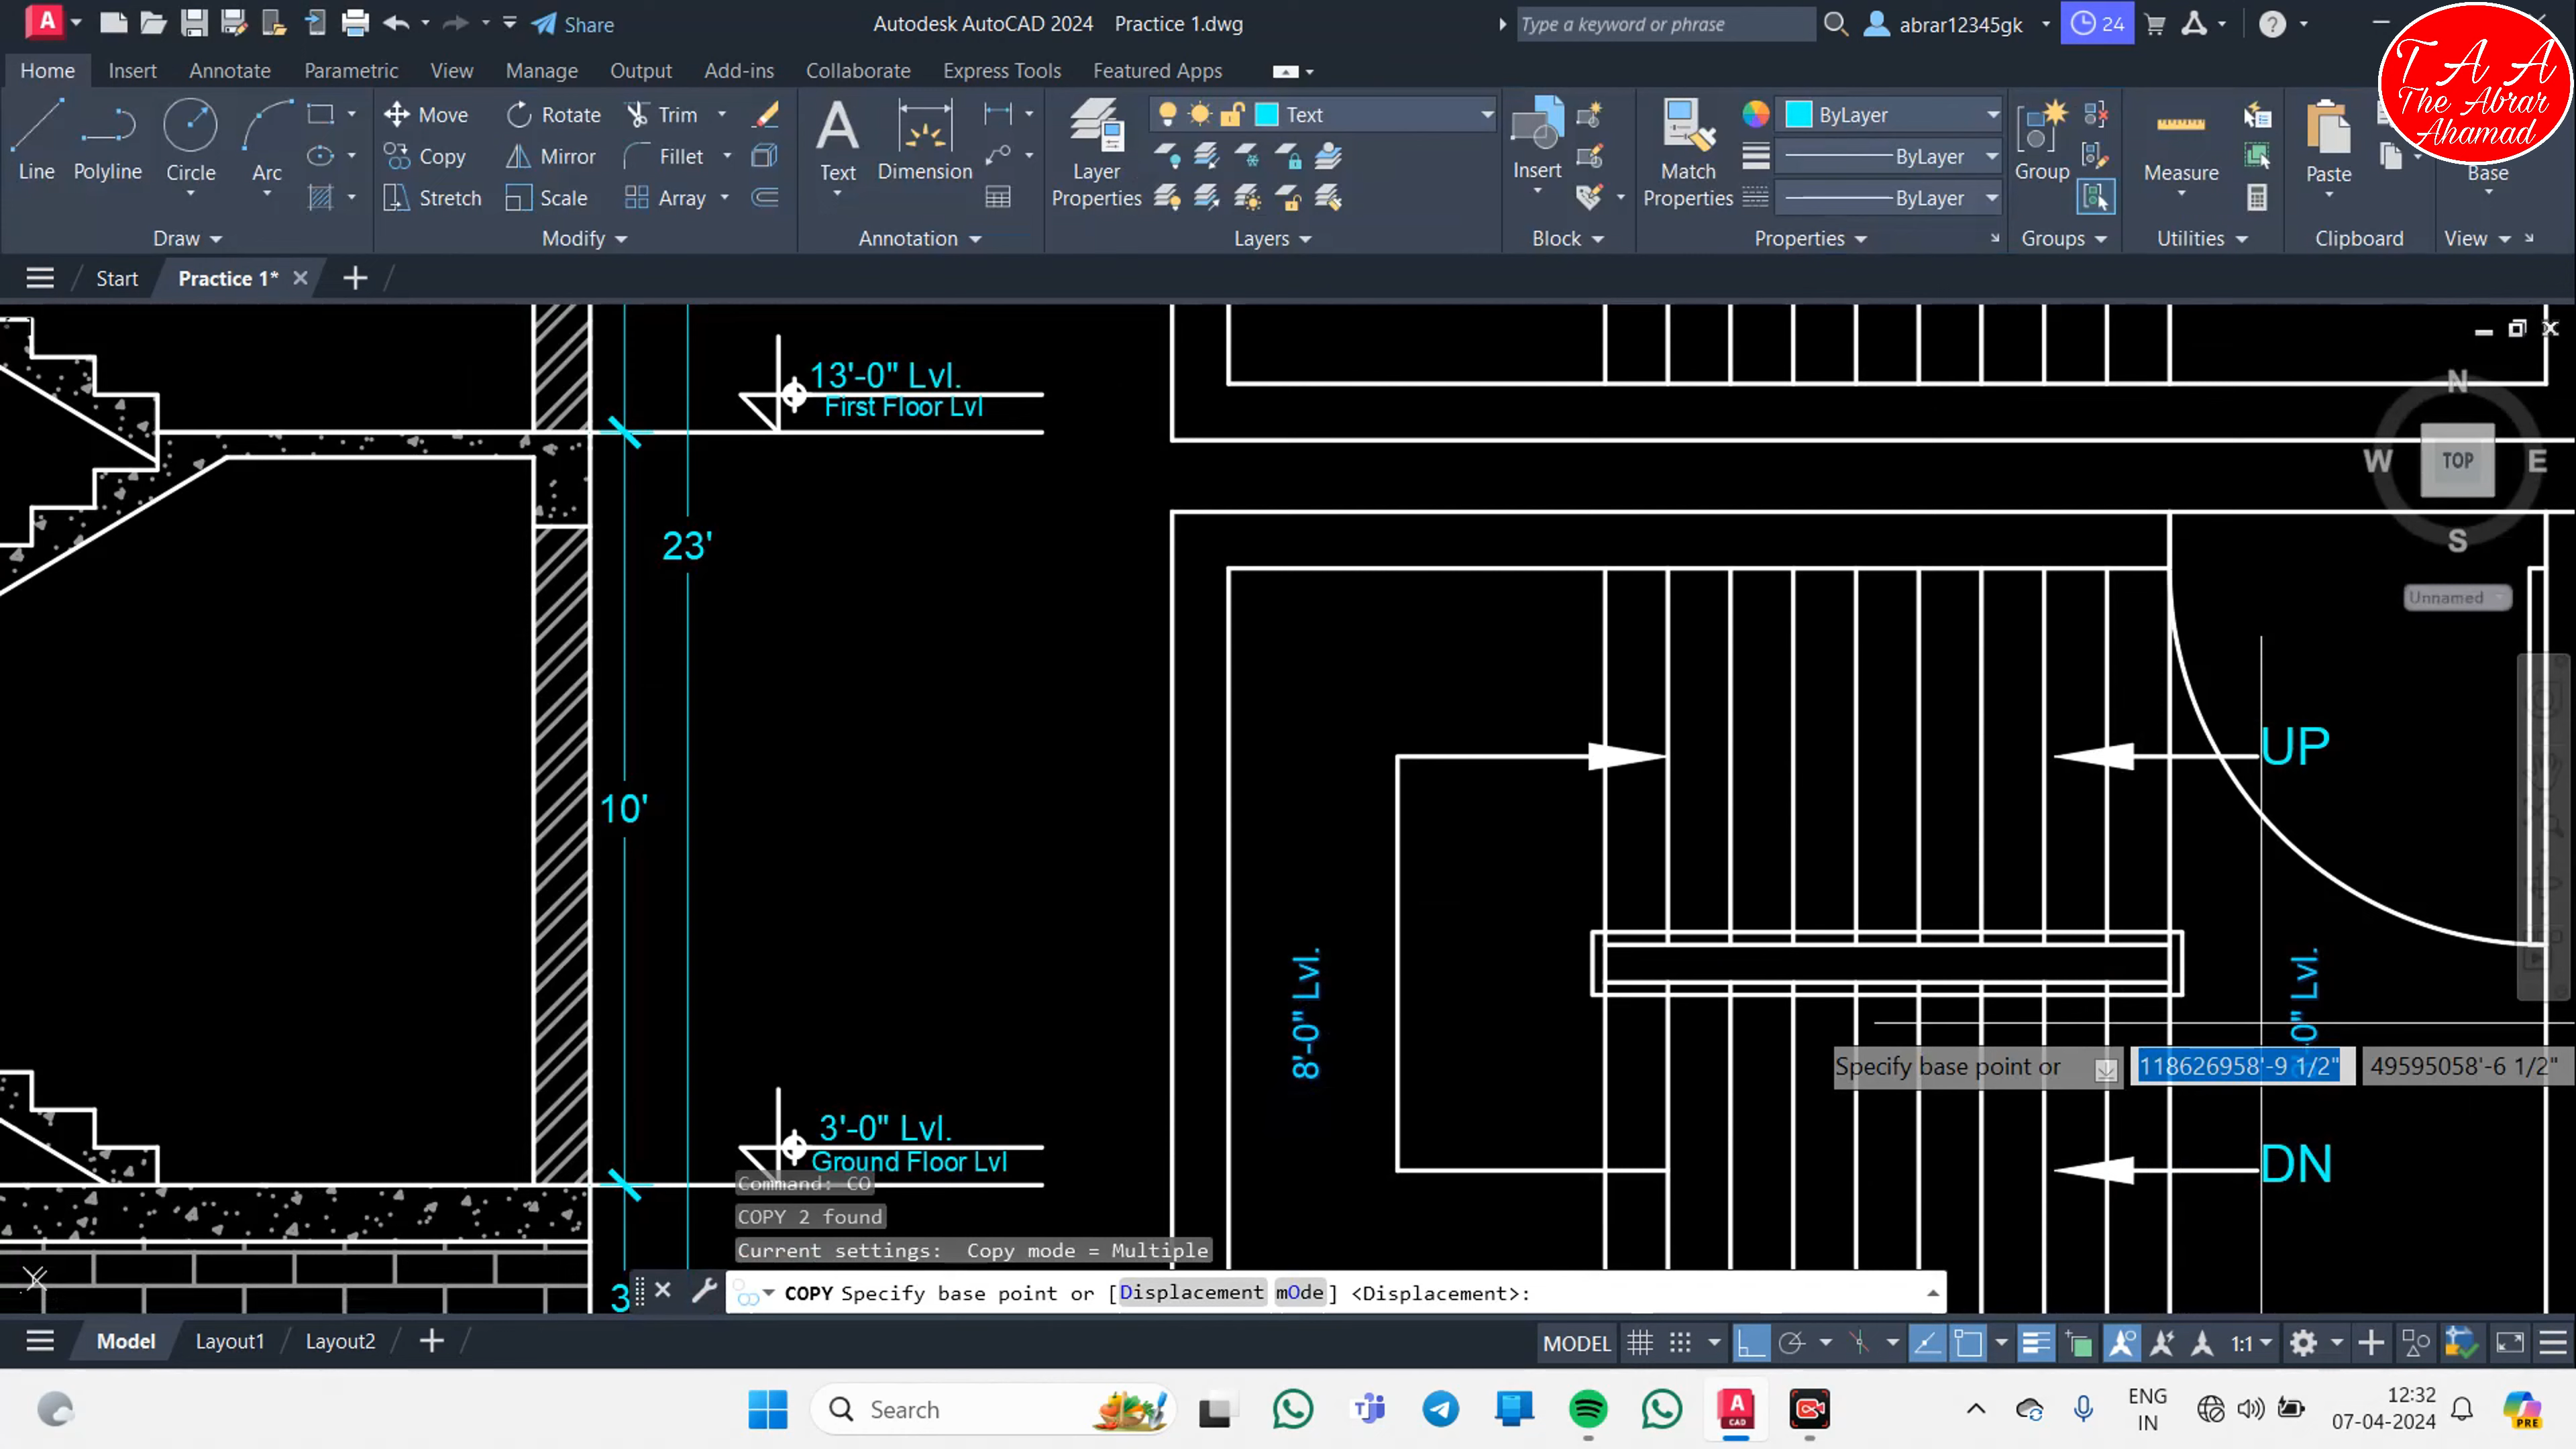 Share
Autodesk AutoCAD 2024 Practice 1.dwg
Type a keyword or phrase
abrar12345gk
24
T A A
The Abrar
Ahamad
Home Insert Annotate Parametric View Manage Output Add-ins Collaborate Express Tools Featured Apps
Line Polyline Circle Arc
Move Rotate Trim
Copy Mirror Fillet
Stretch Scale Array
Text Dimension
Layer Properties
Text
Insert
Match Properties
ByLayer
ByLayer
ByLayer
Group
Measure
Paste
Base
Draw Modify Annotation Layers Block Properties Groups Utilities Clipboard View
Start Practice 1*
13'-0" Lvl.
First Floor Lvl
N
W TOP E
S
Unnamed
23'
10'
UP
8'-0" Lvl.
0" Lvl.
Specify base point or 118626958'-9 1/2" 49595058'-6 1/2"
3'-0" Lvl.
Ground Floor Lvl
DN
Command: CO
COPY 2 found
Current settings: Copy mode = Multiple
3
COPY Specify base point or [Displacement mOde] <Displacement>:
Model Layout1 Layout2
MODEL 1:1
Search
ENG
IN
12:32
07-04-2024
PRE